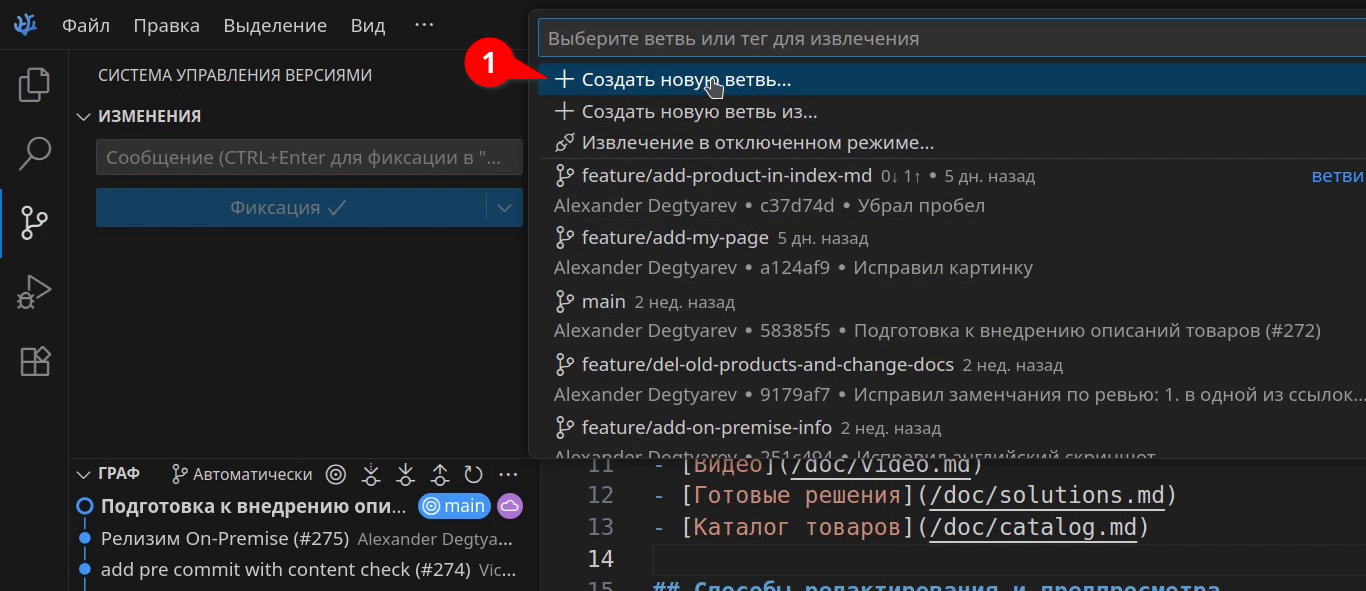 Файл Правка Выделение Вид ···
Выберите ветвь или тег для извлечения
СИСТЕМА УПРАВЛЕНИЯ ВЕРСИЯМИ
1
Создать новую ветвь...
ИЗМЕНЕНИЯ
Создать новую ветвь из...
Сообщение (CTRL+Enter для фиксации в "...
Извлечение в отключенном режиме...
feature/add-product-in-index-md 0↓ 1↑ • 5 дн. назад ветви
Фиксация ✓
Alexander Degtyarev • c37d74d • Убрал пробел
feature/add-my-page 5 дн. назад
Alexander Degtyarev • a124af9 • Исправил картинку
main 2 нед. назад
Alexander Degtyarev • 58385f5 • Подготовка к внедрению описаний товаров (#272)
feature/del-old-products-and-change-docs 2 нед. назад
Alexander Degtyarev • 9179af7 • Исправил заменчания по ревью: 1. в одной из ссылок...
feature/add-on-premise-info 2 нед. назад
Alexander Degtyarev • 251c494 • Исправил английский скриншот
ГРАФ Автоматически ···
Подготовка к внедрению опи... main
Релизим On-Premise (#275) Alexander Degtya...
add pre commit with content check (#274) Vic...
11 - [Видео](/doc/video.md)
12 - [Готовые решения](/doc/solutions.md)
13 - [Каталог товаров](/doc/catalog.md)
14
15 ## Способы редактирования и предпросмотра